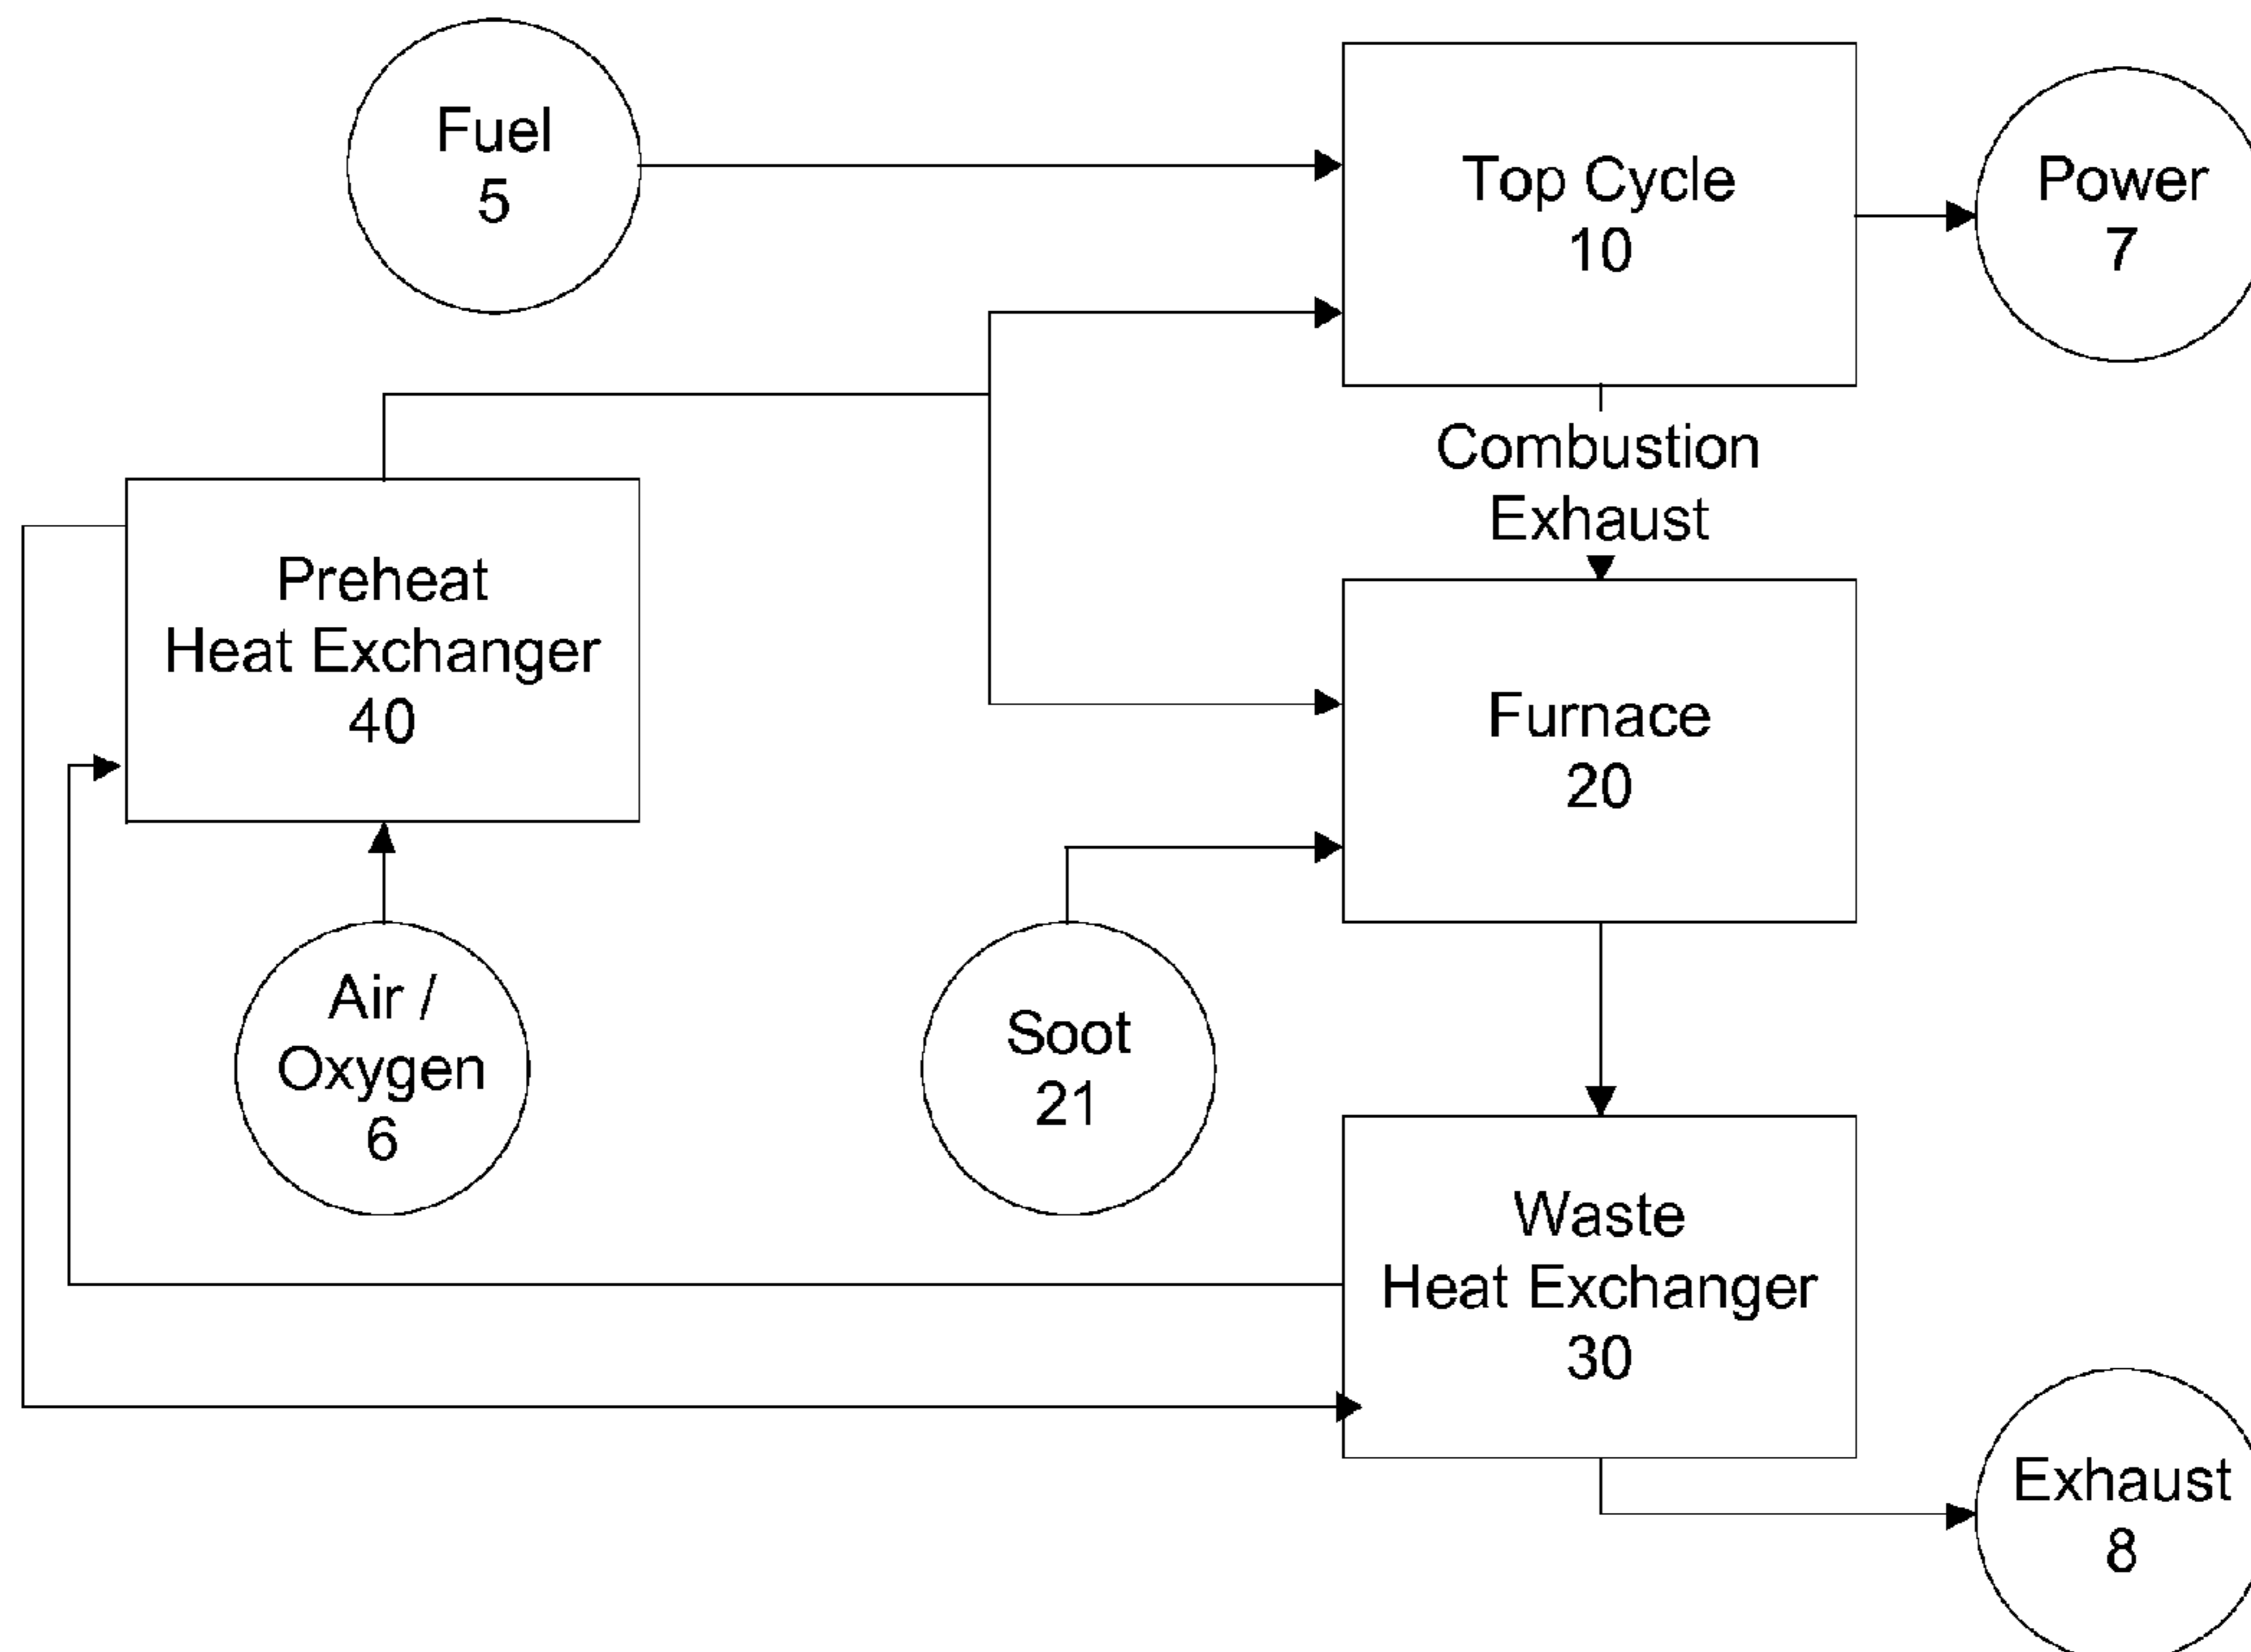 Fuel
5
Top Cycle
10
Power
7
Combustion
Exhaust
Preheat
Heat Exchanger
40
Furnace
20
Air /
Oxygen
6
Soot
21
Waste
Heat Exchanger
30
Exhaust
8